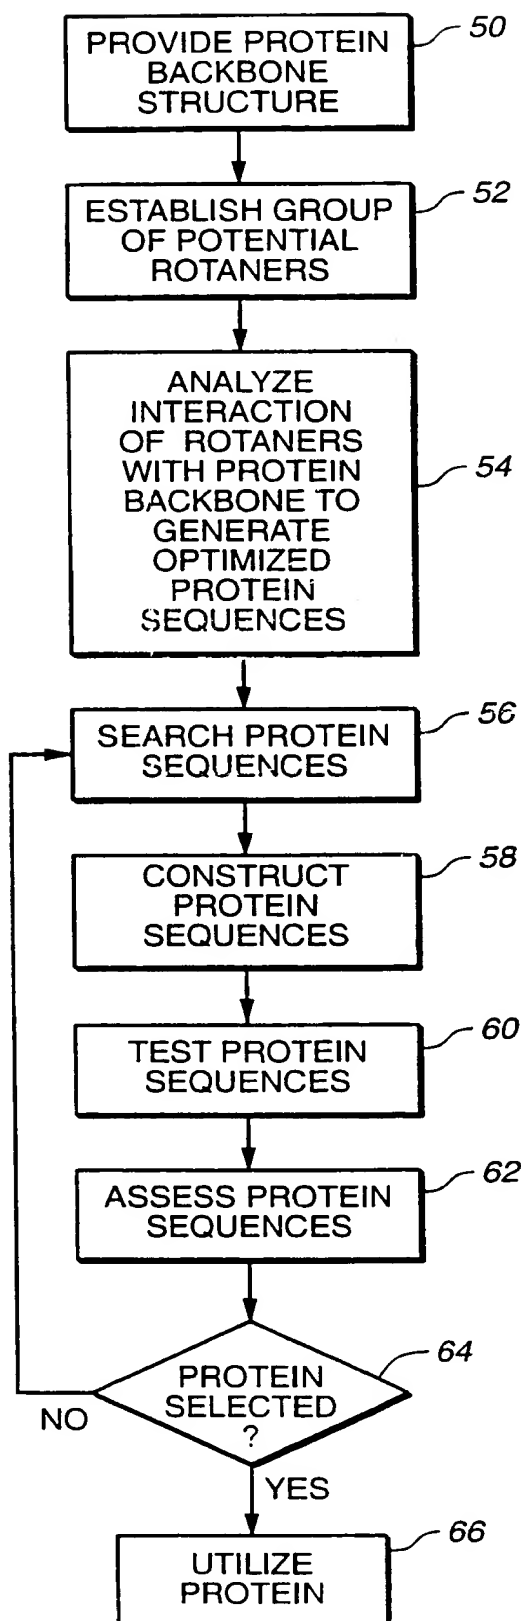 PROVIDE PROTEIN
BACKBONE
STRUCTURE
50
ESTABLISH GROUP
OF POTENTIAL
ROTANERS
52
ANALYZE
INTERACTION
OF ROTANERS
WITH PROTEIN
BACKBONE TO
GENERATE
OPTIMIZED
PROTEIN
SEQUENCES
54
SEARCH PROTEIN
SEQUENCES
56
CONSTRUCT
PROTEIN
SEQUENCES
58
TEST PROTEIN
SEQUENCES
60
ASSESS PROTEIN
SEQUENCES
62
PROTEIN
SELECTED
?
64
NO
YES
UTILIZE
PROTEIN
66